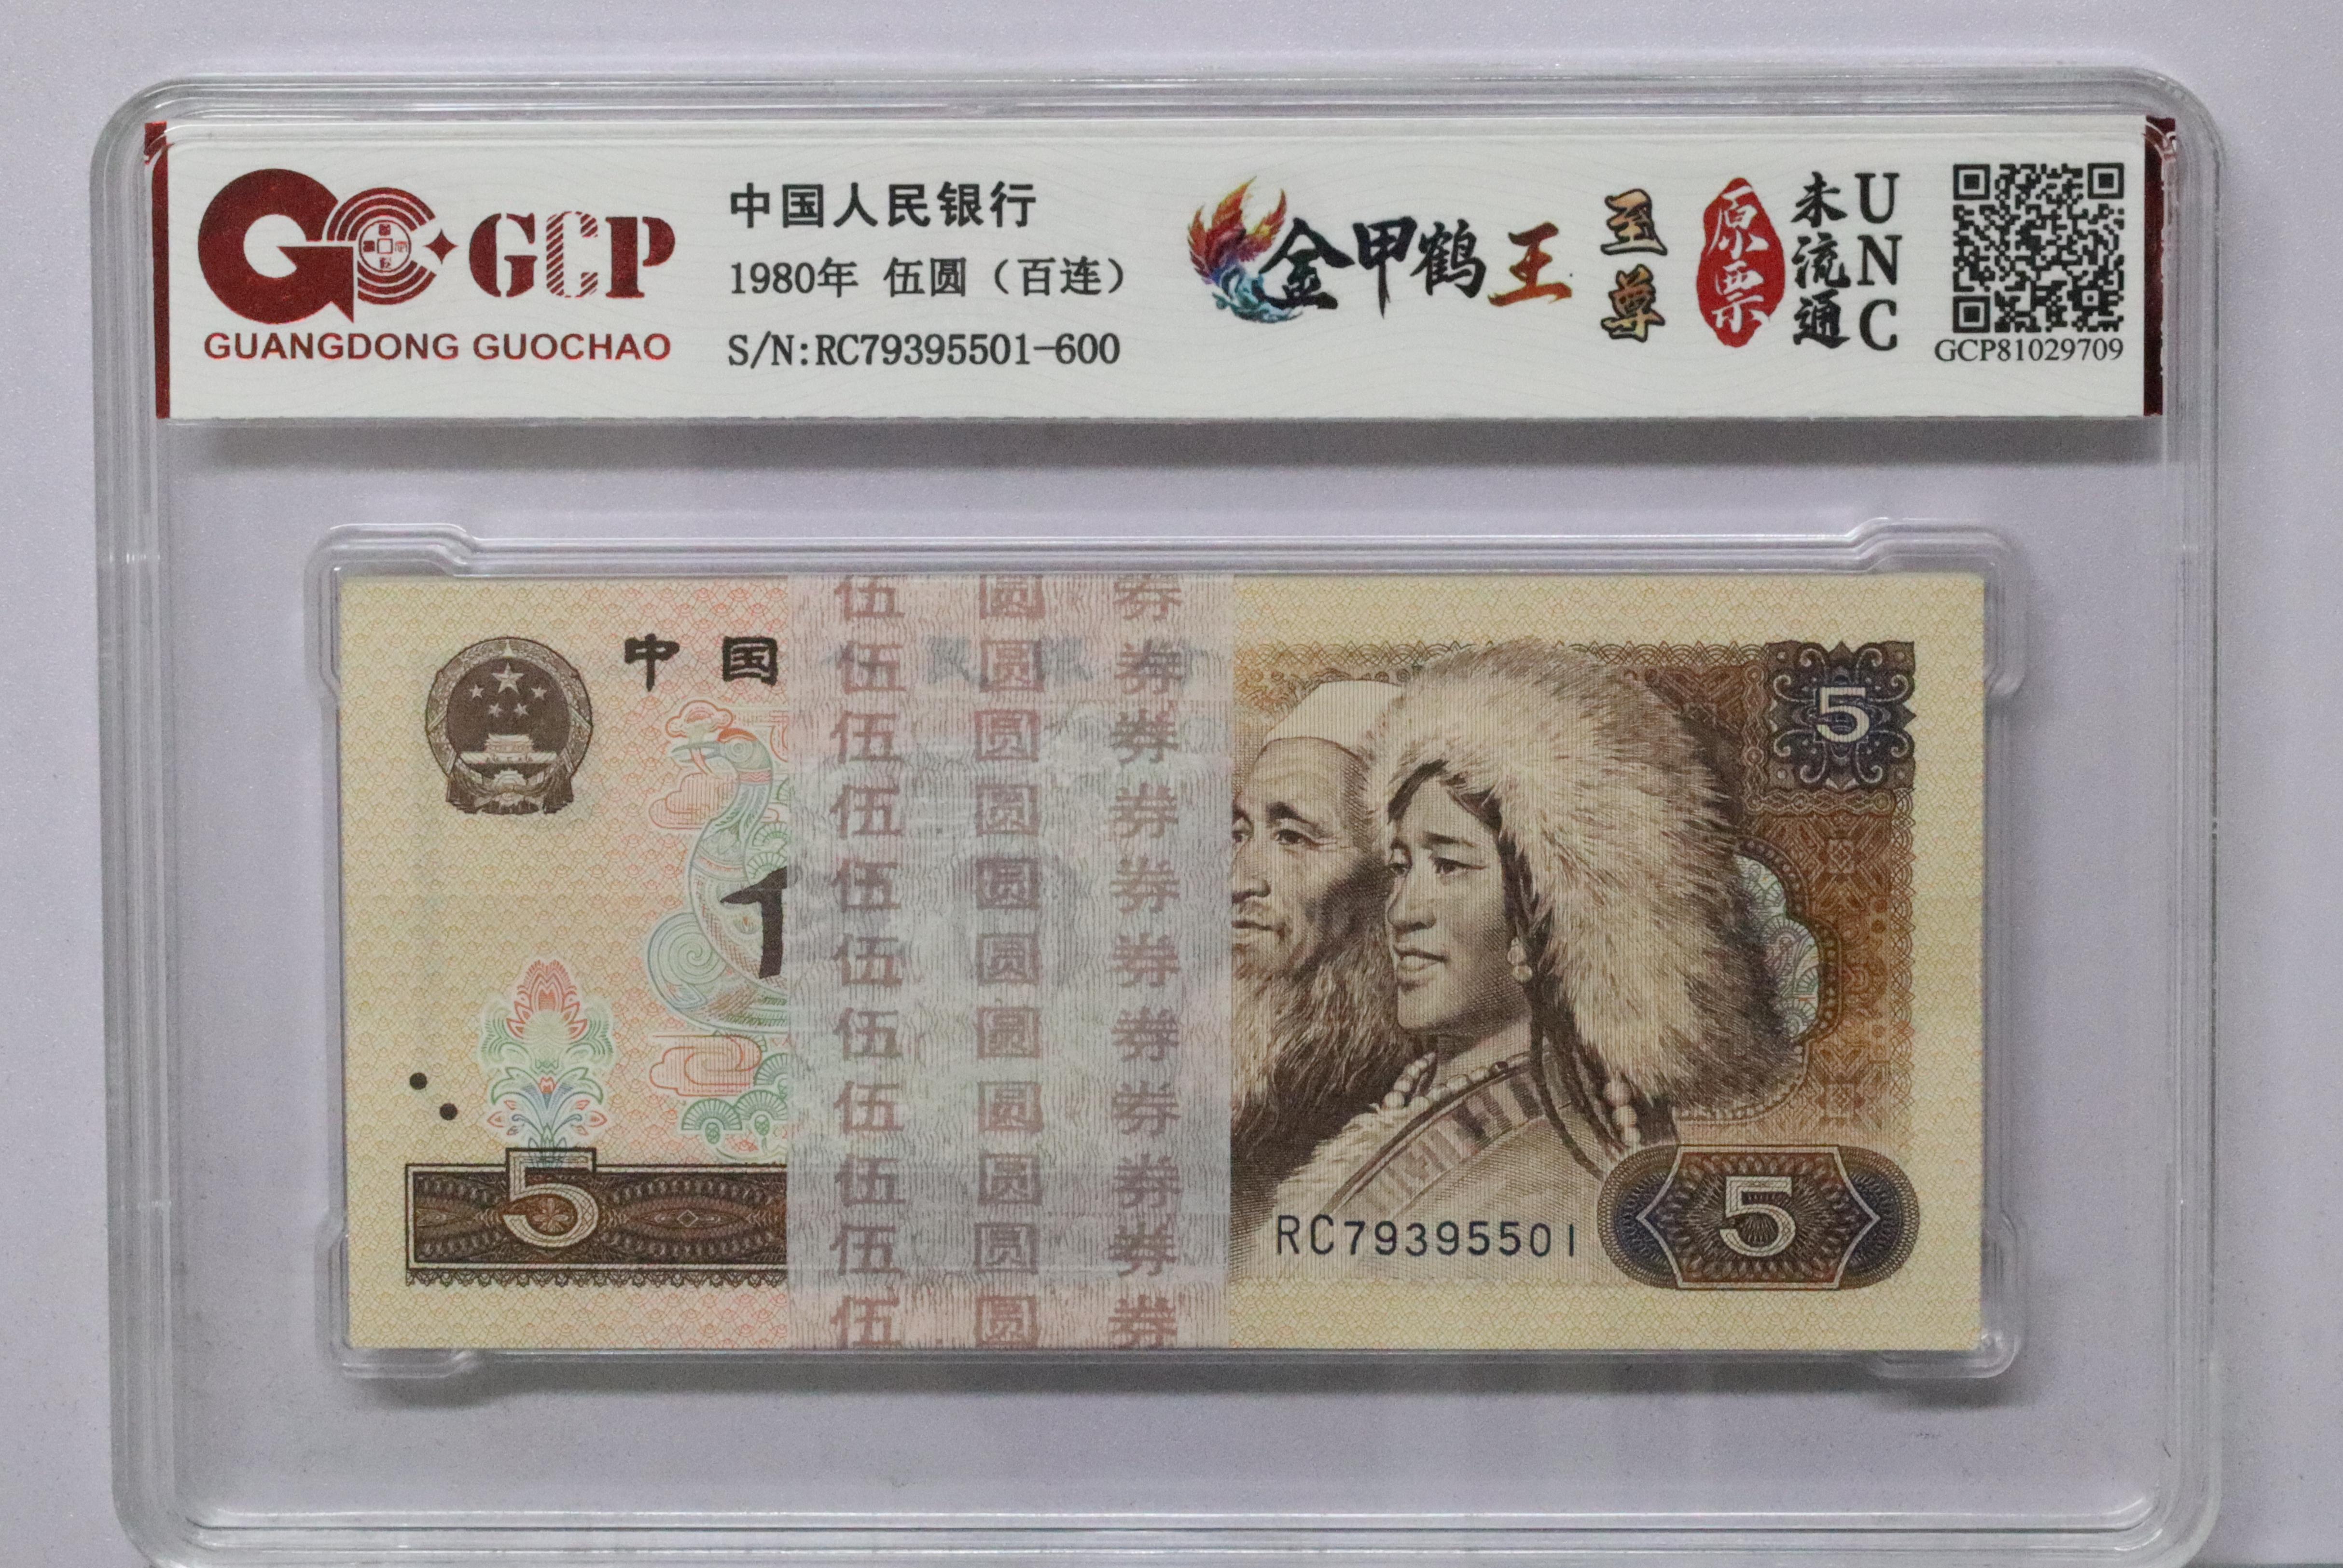 GCP
GUANGDONG GUOCHAO
中国人民银行
1980年 伍圆（百连）
S/N:RC79395501-600
金甲鹤王
至尊
原票
未流通
UNC
GCP81029709
中国
5
伍 圆 券
伍 圆 券
伍 圆 券
伍 圆 券
伍 圆 券
伍 圆 券
伍 圆 券
伍 圆 券
伍 圆 券
伍 圆 券
伍 圆 券
5
RC79395501
5